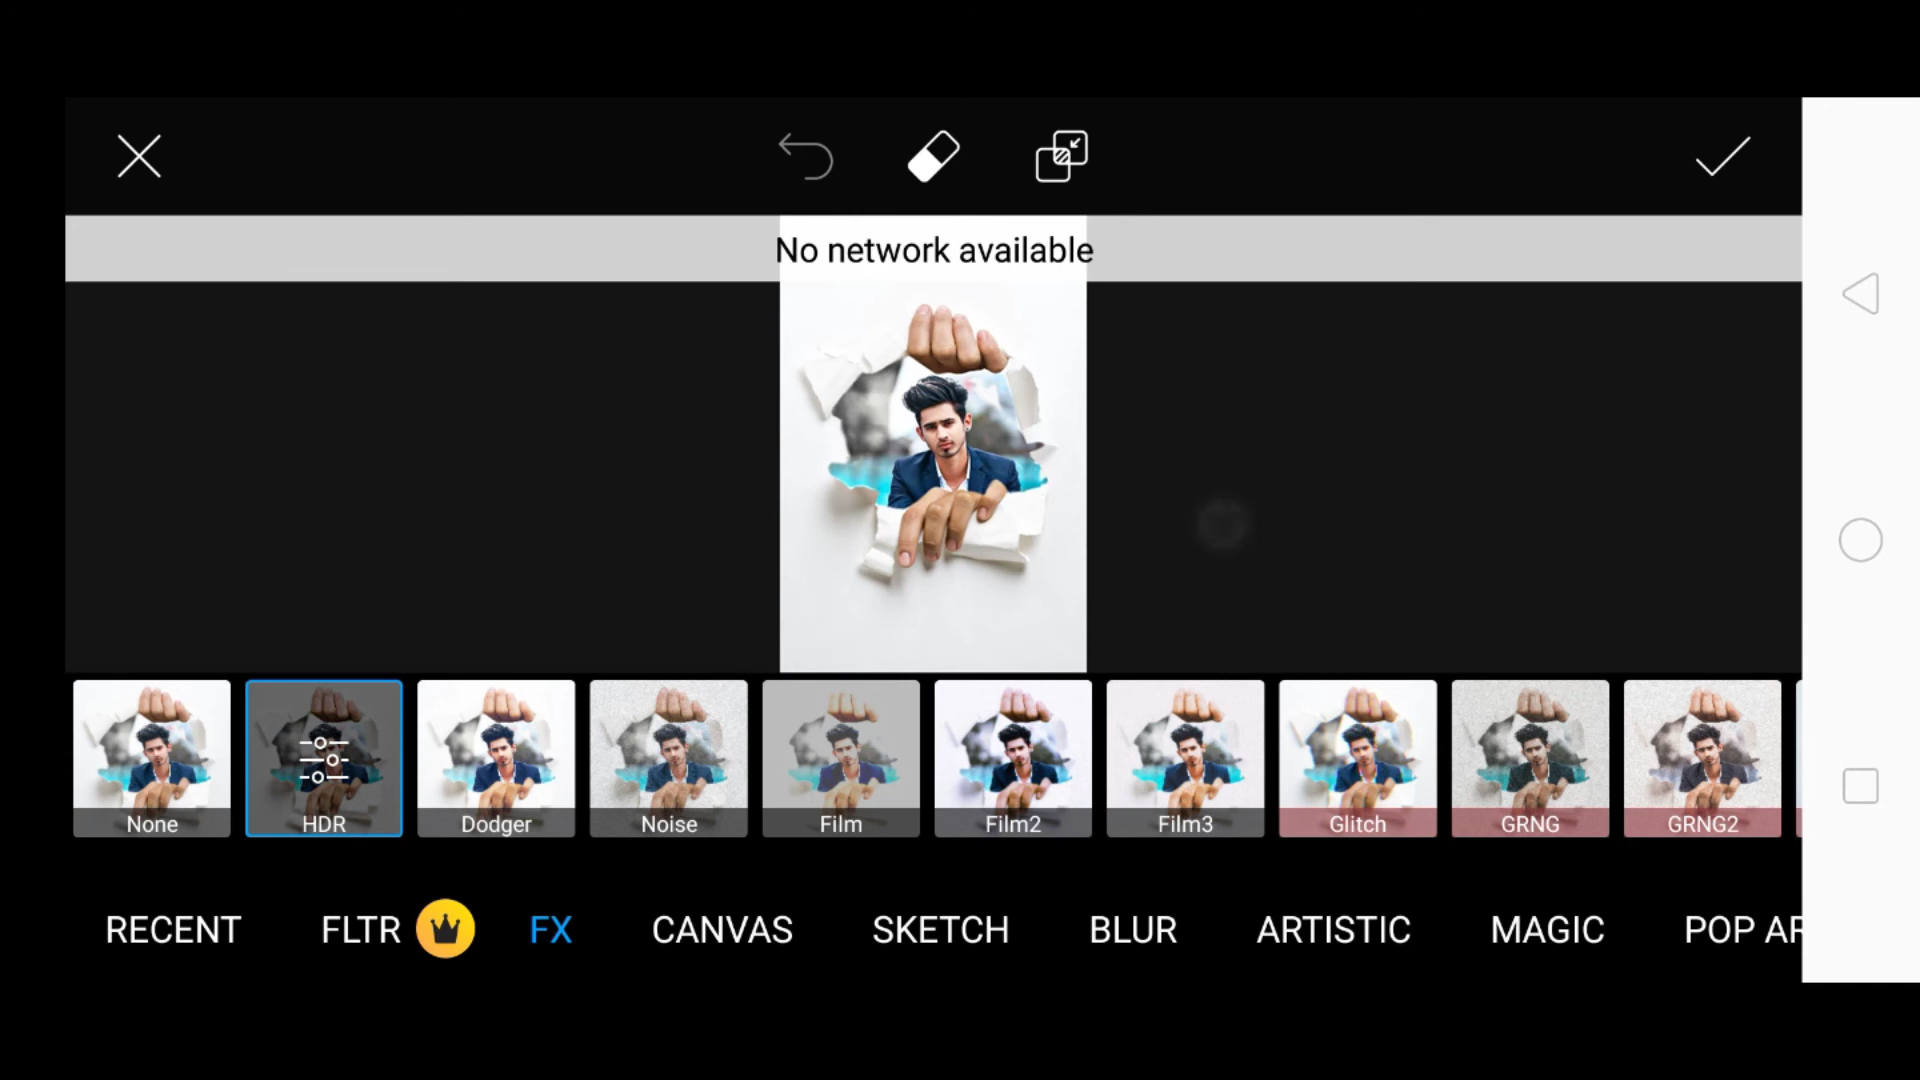 No network available
None
HDR
Dodger
Noise
Film
Film2
Film3
Glitch
GRNG
GRNG2
RECENT
FLTR
FX
CANVAS
SKETCH
BLUR
ARTISTIC
MAGIC
POP AR